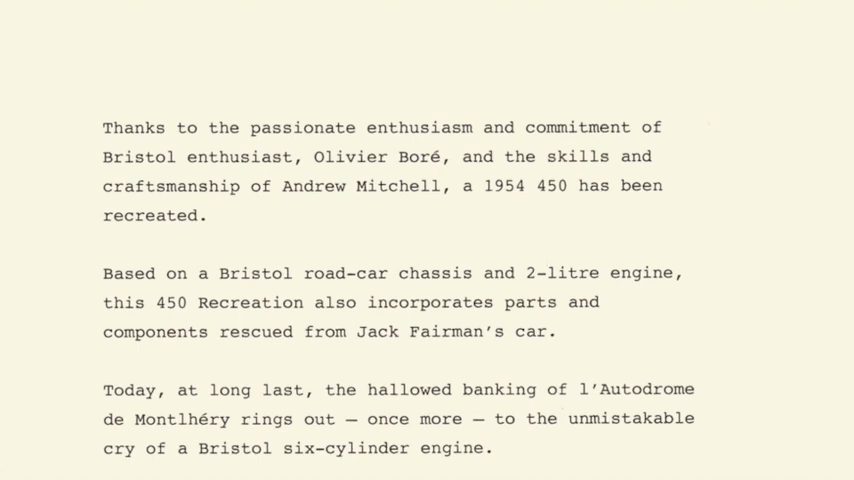 Thanks to the passionate enthusiasm and commitment of
Bristol enthusiast, Olivier Boré, and the skills and
craftsmanship of Andrew Mitchell, a 1954 450 has been
recreated.
Based on a Bristol road-car chassis and 2-litre engine,
this 450 Recreation also incorporates parts and
components rescued from Jack Fairman's car.
Today, at long last, the hallowed banking of l'Autodrome
de Montlhéry rings out — once more — to the unmistakable
cry of a Bristol six-cylinder engine.